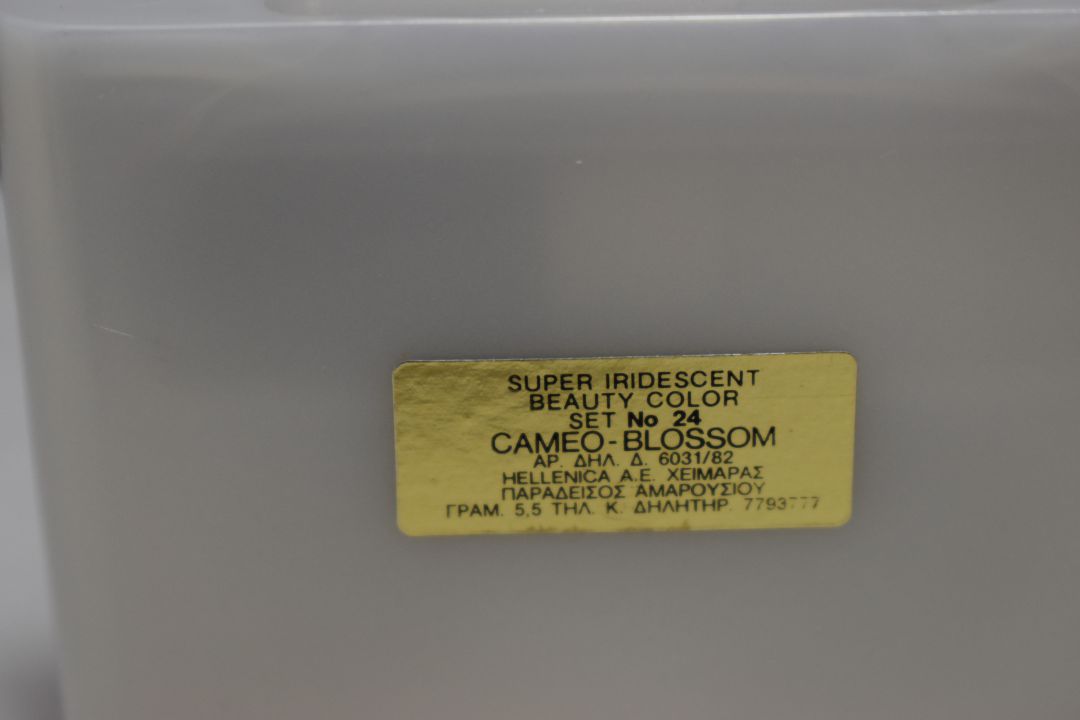 SUPER IRIDESCENT
BEAUTY COLOR
SET No 24
CAMEO-BLOSSOM
ΑΡ. ΔΗΛ. Δ. 6031/82
HELLENICA A.E. ΧΕΙΜΑΡΑΣ
ΠΑΡΑΔΕΙΣΟΣ ΑΜΑΡΟΥΣΙΟΥ
ΓΡΑΜ. 5,5 ΤΗΛ. Κ. ΔΗΛΗΤΗΡ. 7793777